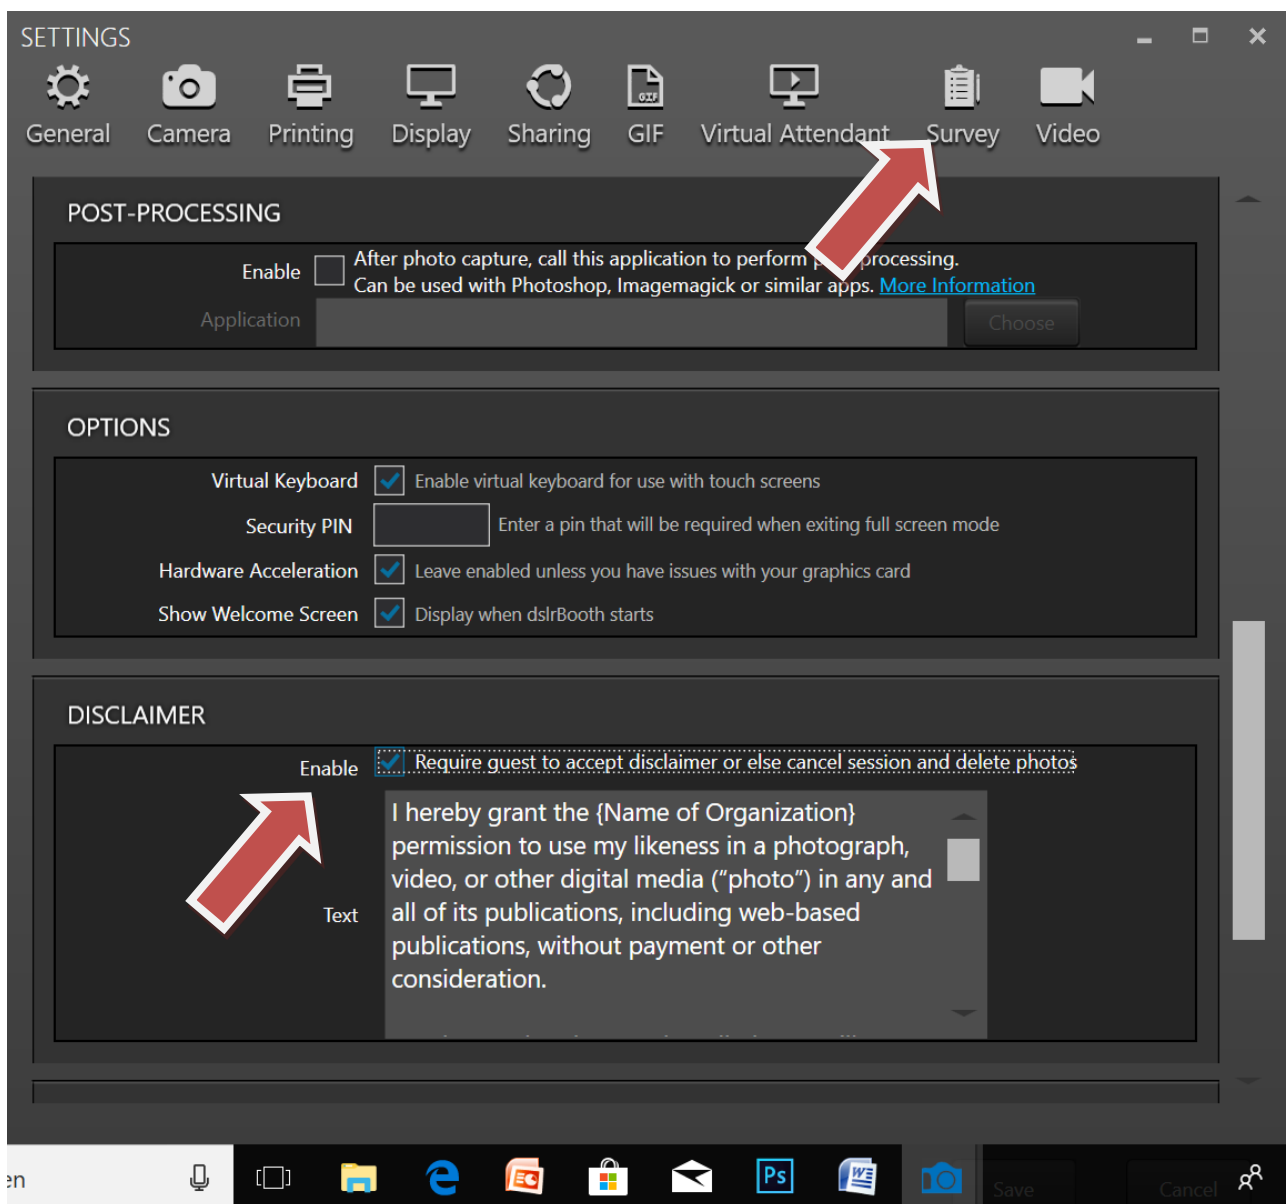 SETTINGS
General Camera Printing Display Sharing GIF Virtual Attendant Survey Video
POST-PROCESSING
Enable After photo capture, call this application to perform processing.
Can be used with Photoshop, Imagemagick or similar apps. More Information
Application Choose
OPTIONS
Virtual Keyboard Enable virtual keyboard for use with touch screens
Security PIN Enter a pin that will be required when exiting full screen mode
Hardware Acceleration Leave enabled unless you have issues with your graphics card
Show Welcome Screen Display when dslrBooth starts
DISCLAIMER
Enable Require guest to accept disclaimer or else cancel session and delete photos
Text
I hereby grant the {Name of Organization}
permission to use my likeness in a photograph,
video, or other digital media (“photo”) in any and
all of its publications, including web-based
publications, without payment or other
consideration.
en Ps Save Cancel